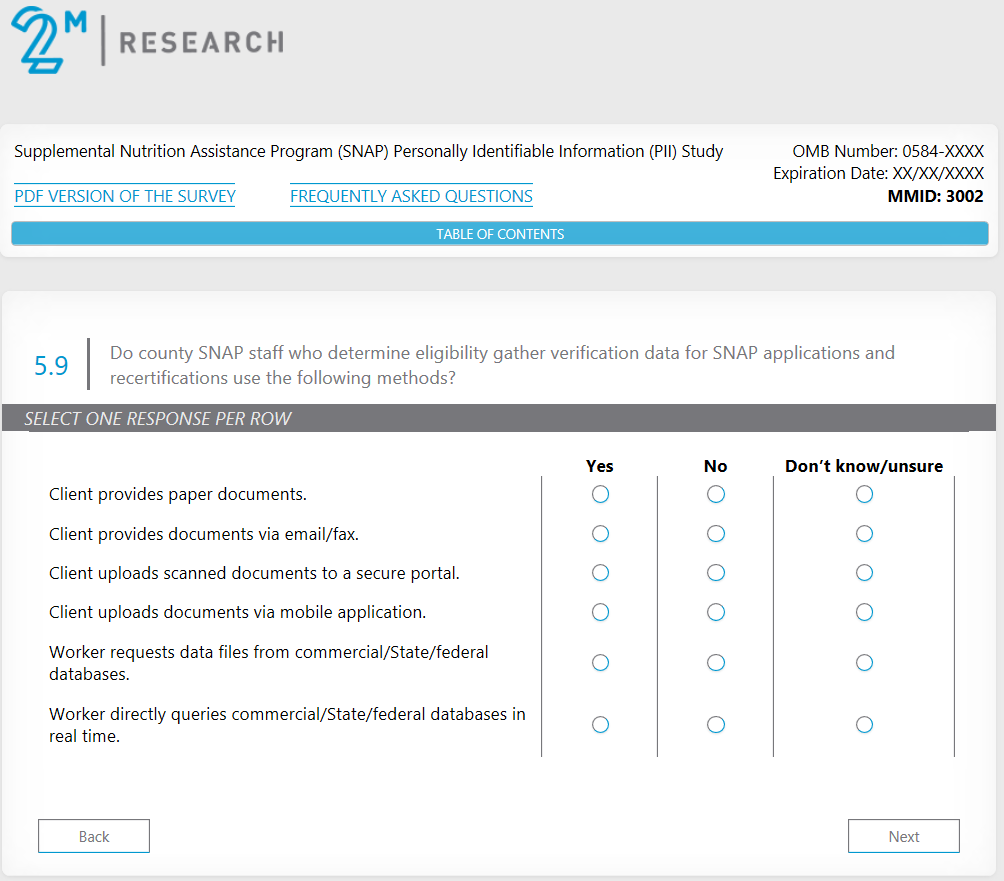 2M RESEARCH
Supplemental Nutrition Assistance Program (SNAP) Personally Identifiable Information (PII) Study
OMB Number: 0584-XXXX
Expiration Date: XX/XX/XXXX
PDF VERSION OF THE SURVEY FREQUENTLY ASKED QUESTIONS
MMID: 3002
TABLE OF CONTENTS
5.9
Do county SNAP staff who determine eligibility gather verification data for SNAP applications and
recertifications use the following methods?
SELECT ONE RESPONSE PER ROW
Yes No Don't know/unsure
Client provides paper documents.
Client provides documents via email/fax.
Client uploads scanned documents to a secure portal.
Client uploads documents via mobile application.
Worker requests data files from commercial/State/federal
databases.
Worker directly queries commercial/State/federal databases in
real time.
Back Next